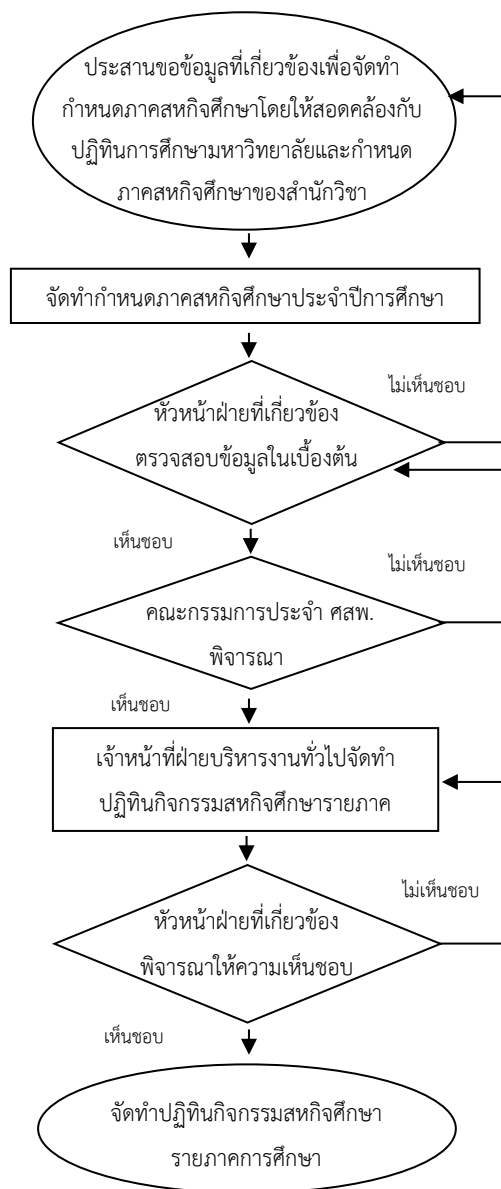 ประสานขอข้อมูลที่เกี่ยวข้องเพื่อจัดทำ
กำหนดภาคสหกิจศึกษาโดยให้สอดคล้องกับ
ปฏิทินการศึกษามหาวิทยาลัยและกำหนด
ภาคสหกิจศึกษาของสำนักวิชา
จัดทำกำหนดภาคสหกิจศึกษาประจำปีการศึกษา
ไม่เห็นชอบ
หัวหน้าฝ่ายที่เกี่ยวข้อง
ตรวจสอบข้อมูลในเบื้องต้น
เห็นชอบ
ไม่เห็นชอบ
คณะกรรมการประจำ ศสพ.
พิจารณา
เห็นชอบ
เจ้าหน้าที่ฝ่ายบริหารงานทั่วไปจัดทำ
ปฏิทินกิจกรรมสหกิจศึกษารายภาค
ไม่เห็นชอบ
หัวหน้าฝ่ายที่เกี่ยวข้อง
พิจารณาให้ความเห็นชอบ
เห็นชอบ
จัดทำปฏิทินกิจกรรมสหกิจศึกษา
รายภาคการศึกษา